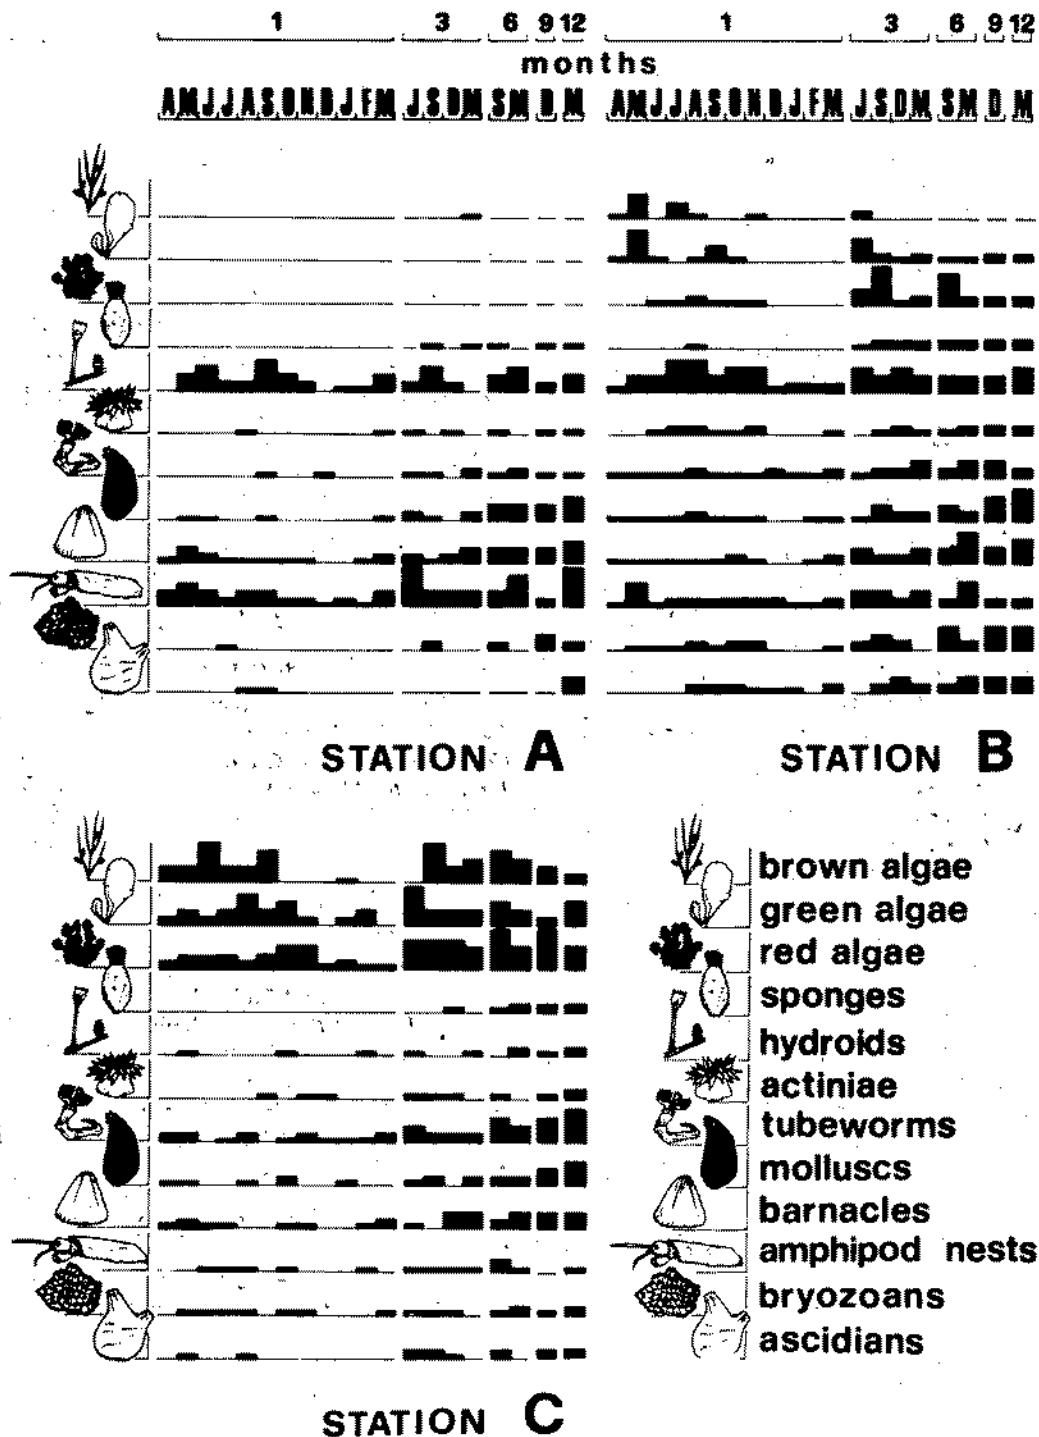 1 3 6 9 12 1 3 6 9 12
months
AMJJASONDJFM JSDM SM D M AMJJASONDJFM JSDM SM D M
STATION A STATION B
brown algae
green algae
red algae
sponges
hydroids
actiniae
tubeworms
molluscs
barnacles
amphipod nests
bryozoans
ascidians
STATION C